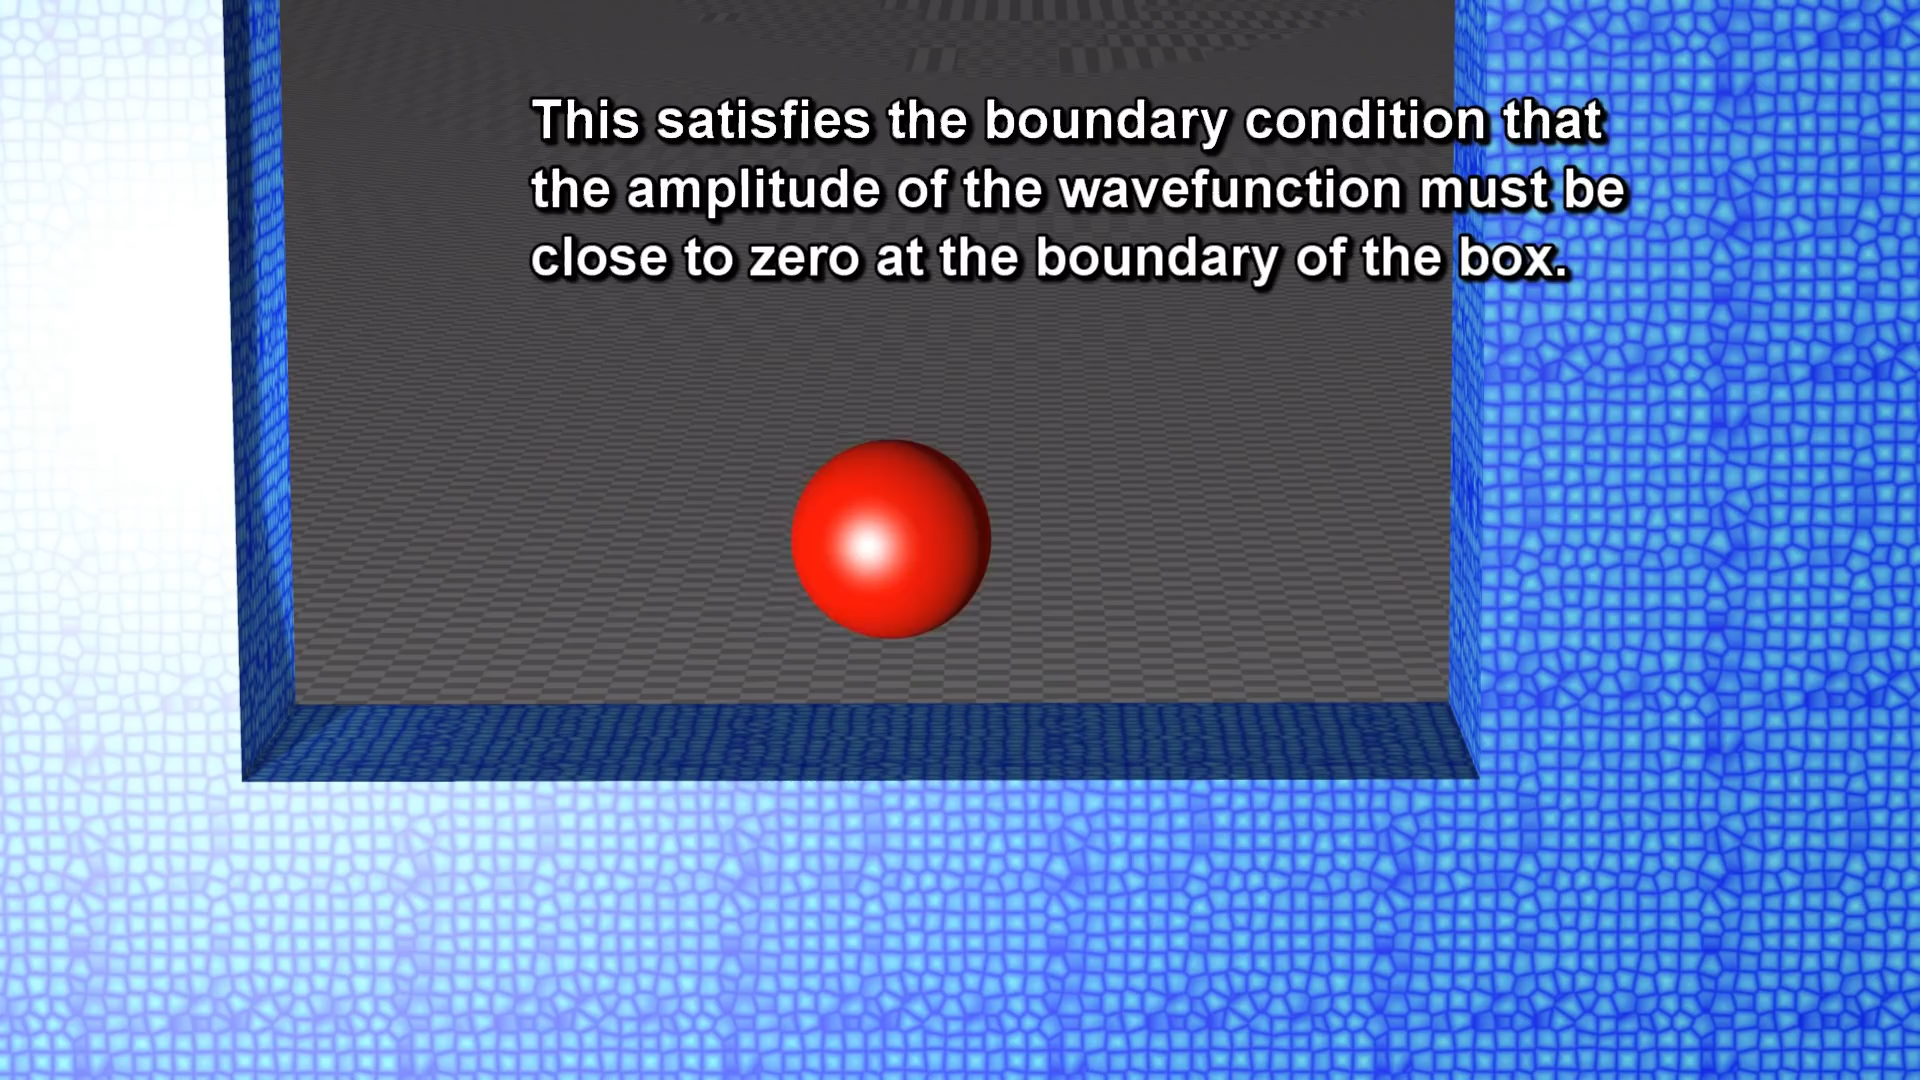 This satisfies the boundary condition that
the amplitude of the wavefunction must be
close to zero at the boundary of the box.